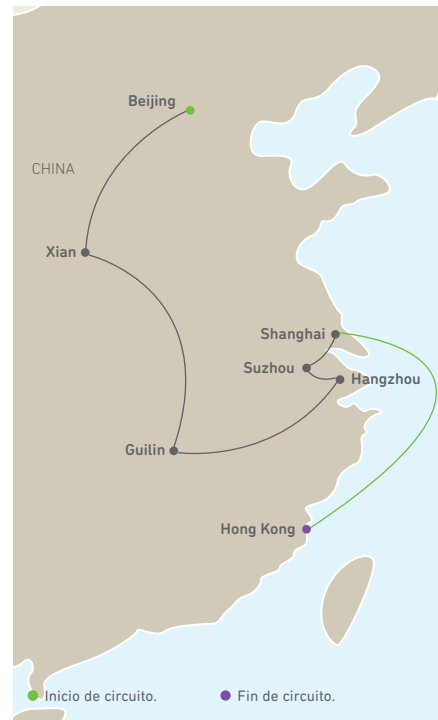 Beijing
CHINA
Xian
Shanghai
Suzhou
Hangzhou
Guilin
Hong Kong
Inicio de circuito.
Fin de circuito.